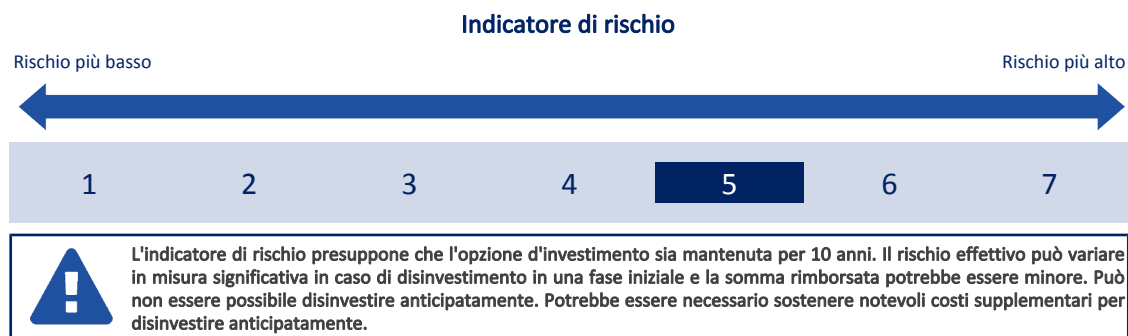 Indicatore di rischio
Rischio più basso
Rischio più alto
1 2 3 4 5 6 7
L'indicatore di rischio presuppone che l'opzione d'investimento sia mantenuta per 10 anni. Il rischio effettivo può variare
in misura significativa in caso di disinvestimento in una fase iniziale e la somma rimborsata potrebbe essere minore. Può
non essere possibile disinvestire anticipatamente. Potrebbe essere necessario sostenere notevoli costi supplementari per
disinvestire anticipatamente.